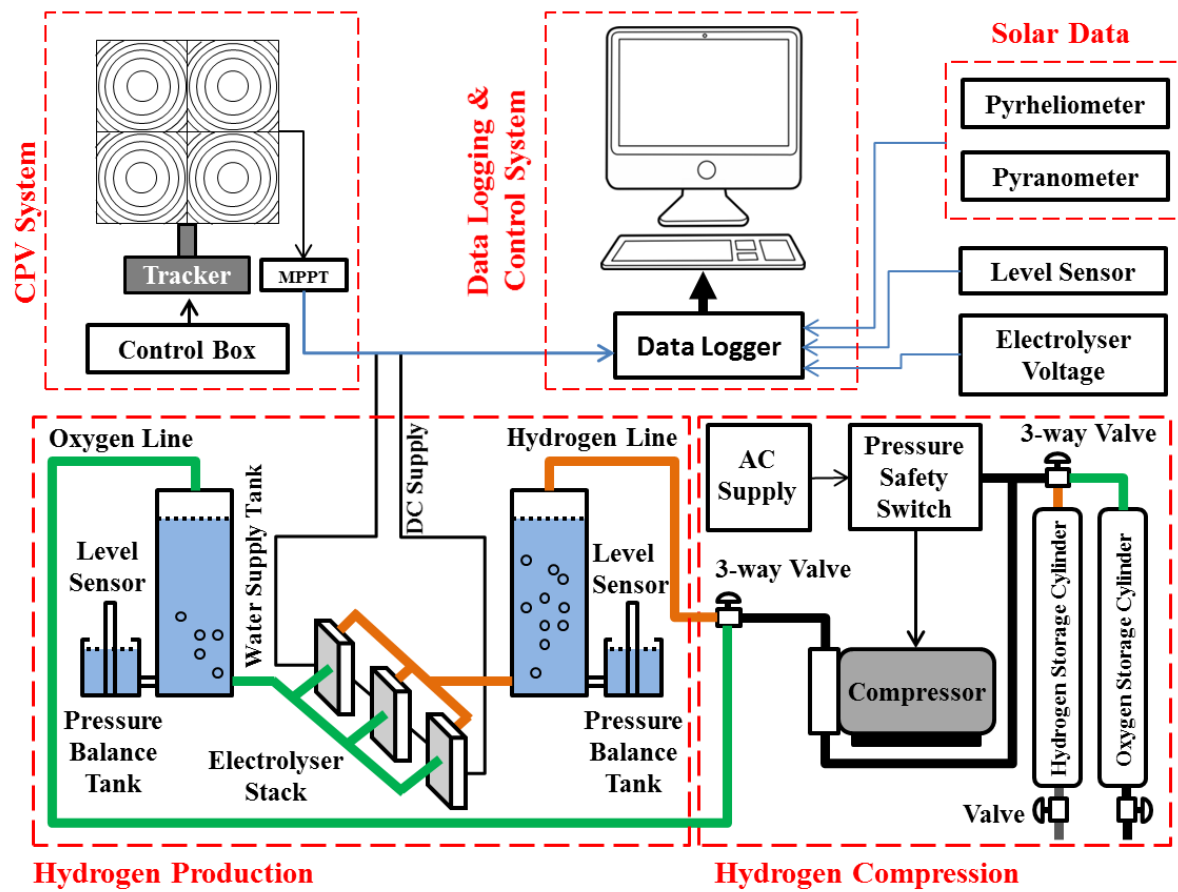 Solar Data
Pyrheliometer
Pyranometer
Level Sensor
Electrolyser
Voltage
CPV System
Tracker
MPPT
Control Box
Data Logging &
Control System
Data Logger
Oxygen Line
Hydrogen Line
Water Supply Tank
DC Supply
Level
Sensor
Level
Sensor
Pressure
Balance
Tank
Electrolyser
Stack
Pressure
Balance
Tank
Hydrogen Production
AC
Supply
Pressure
Safety
Switch
3-way Valve
3-way Valve
Compressor
Hydrogen Storage Cylinder
Oxygen Storage Cylinder
Valve
Hydrogen Compression